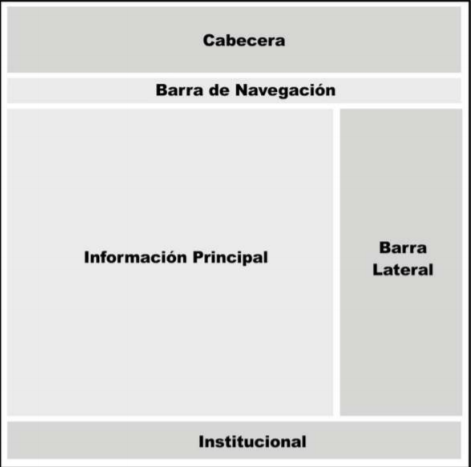 Cabecera
Barra de Navegación
Información Principal
Barra
Lateral
Institucional